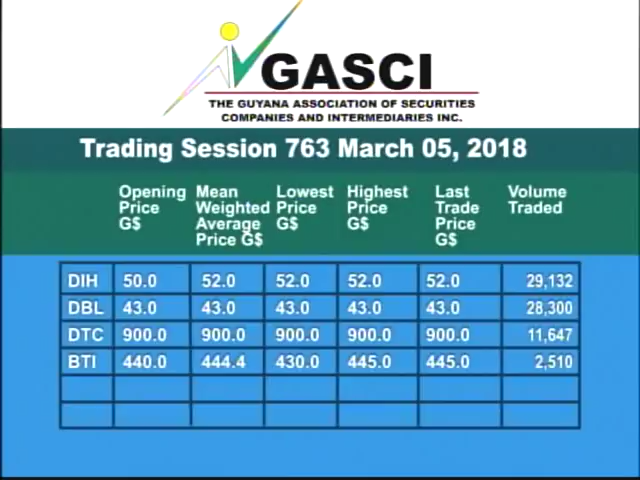 GASCI
THE GUYANA ASSOCIATION OF SECURITIES
COMPANIES AND INTERMEDIARIES INC.
Trading Session 763 March 05, 2018
Opening Price G$ Mean Weighted Average Price G$ Lowest Price G$ Highest Price G$ Last Trade Price G$ Volume Traded
DIH 50.0 52.0 52.0 52.0 52.0 29,132
DBL 43.0 43.0 43.0 43.0 43.0 28,300
DTC 900.0 900.0 900.0 900.0 900.0 11,647
BTI 440.0 444.4 430.0 445.0 445.0 2,510